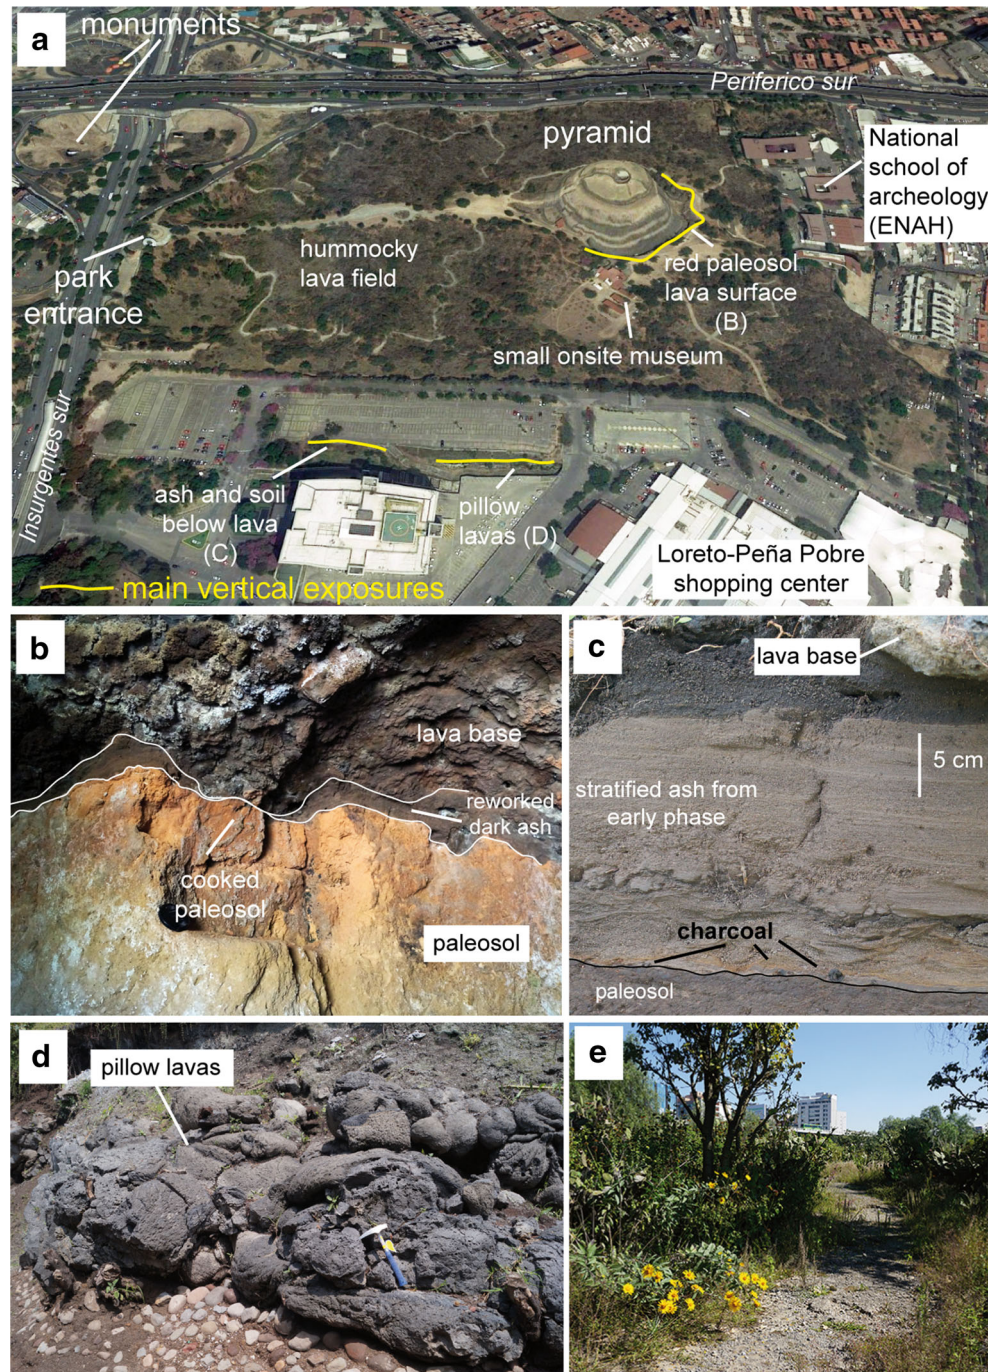 a
monuments
Periferico sur
pyramid
National
school of
archeology
(ENAH)
hummocky
lava field
park
entrance
red paleosol
lava surface
(B)
small onsite museum
Insurgentes sur
ash and soil
below lava
(C)
pillow
lavas (D)
Loreto-Peña Pobre
shopping center
main vertical exposures
b
lava base
reworked
dark ash
cooked
paleosol
paleosol
c
lava base
5 cm
stratified ash from
early phase
charcoal
paleosol
d
pillow lavas
e